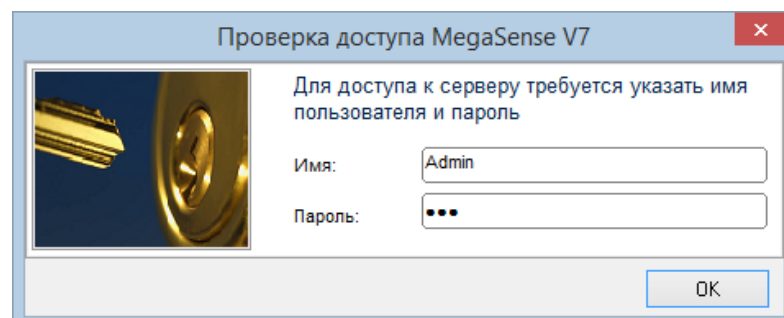 Проверка доступа MegaSense V7
Для доступа к серверу требуется указать имя
пользователя и пароль
Имя:
Admin
Пароль:
•••
OK